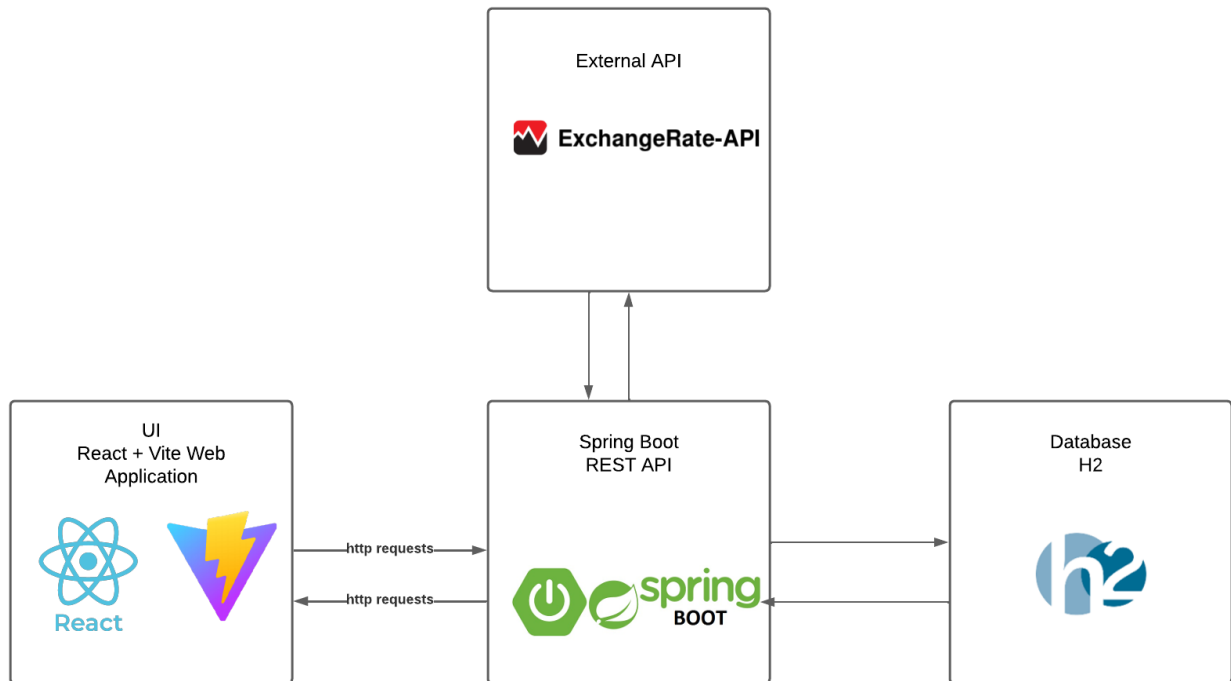 External API
ExchangeRate-API
UI
React + Vite Web
Application
React
http requests
http requests
Spring Boot
REST API
spring
BOOT
Database
H2
h2